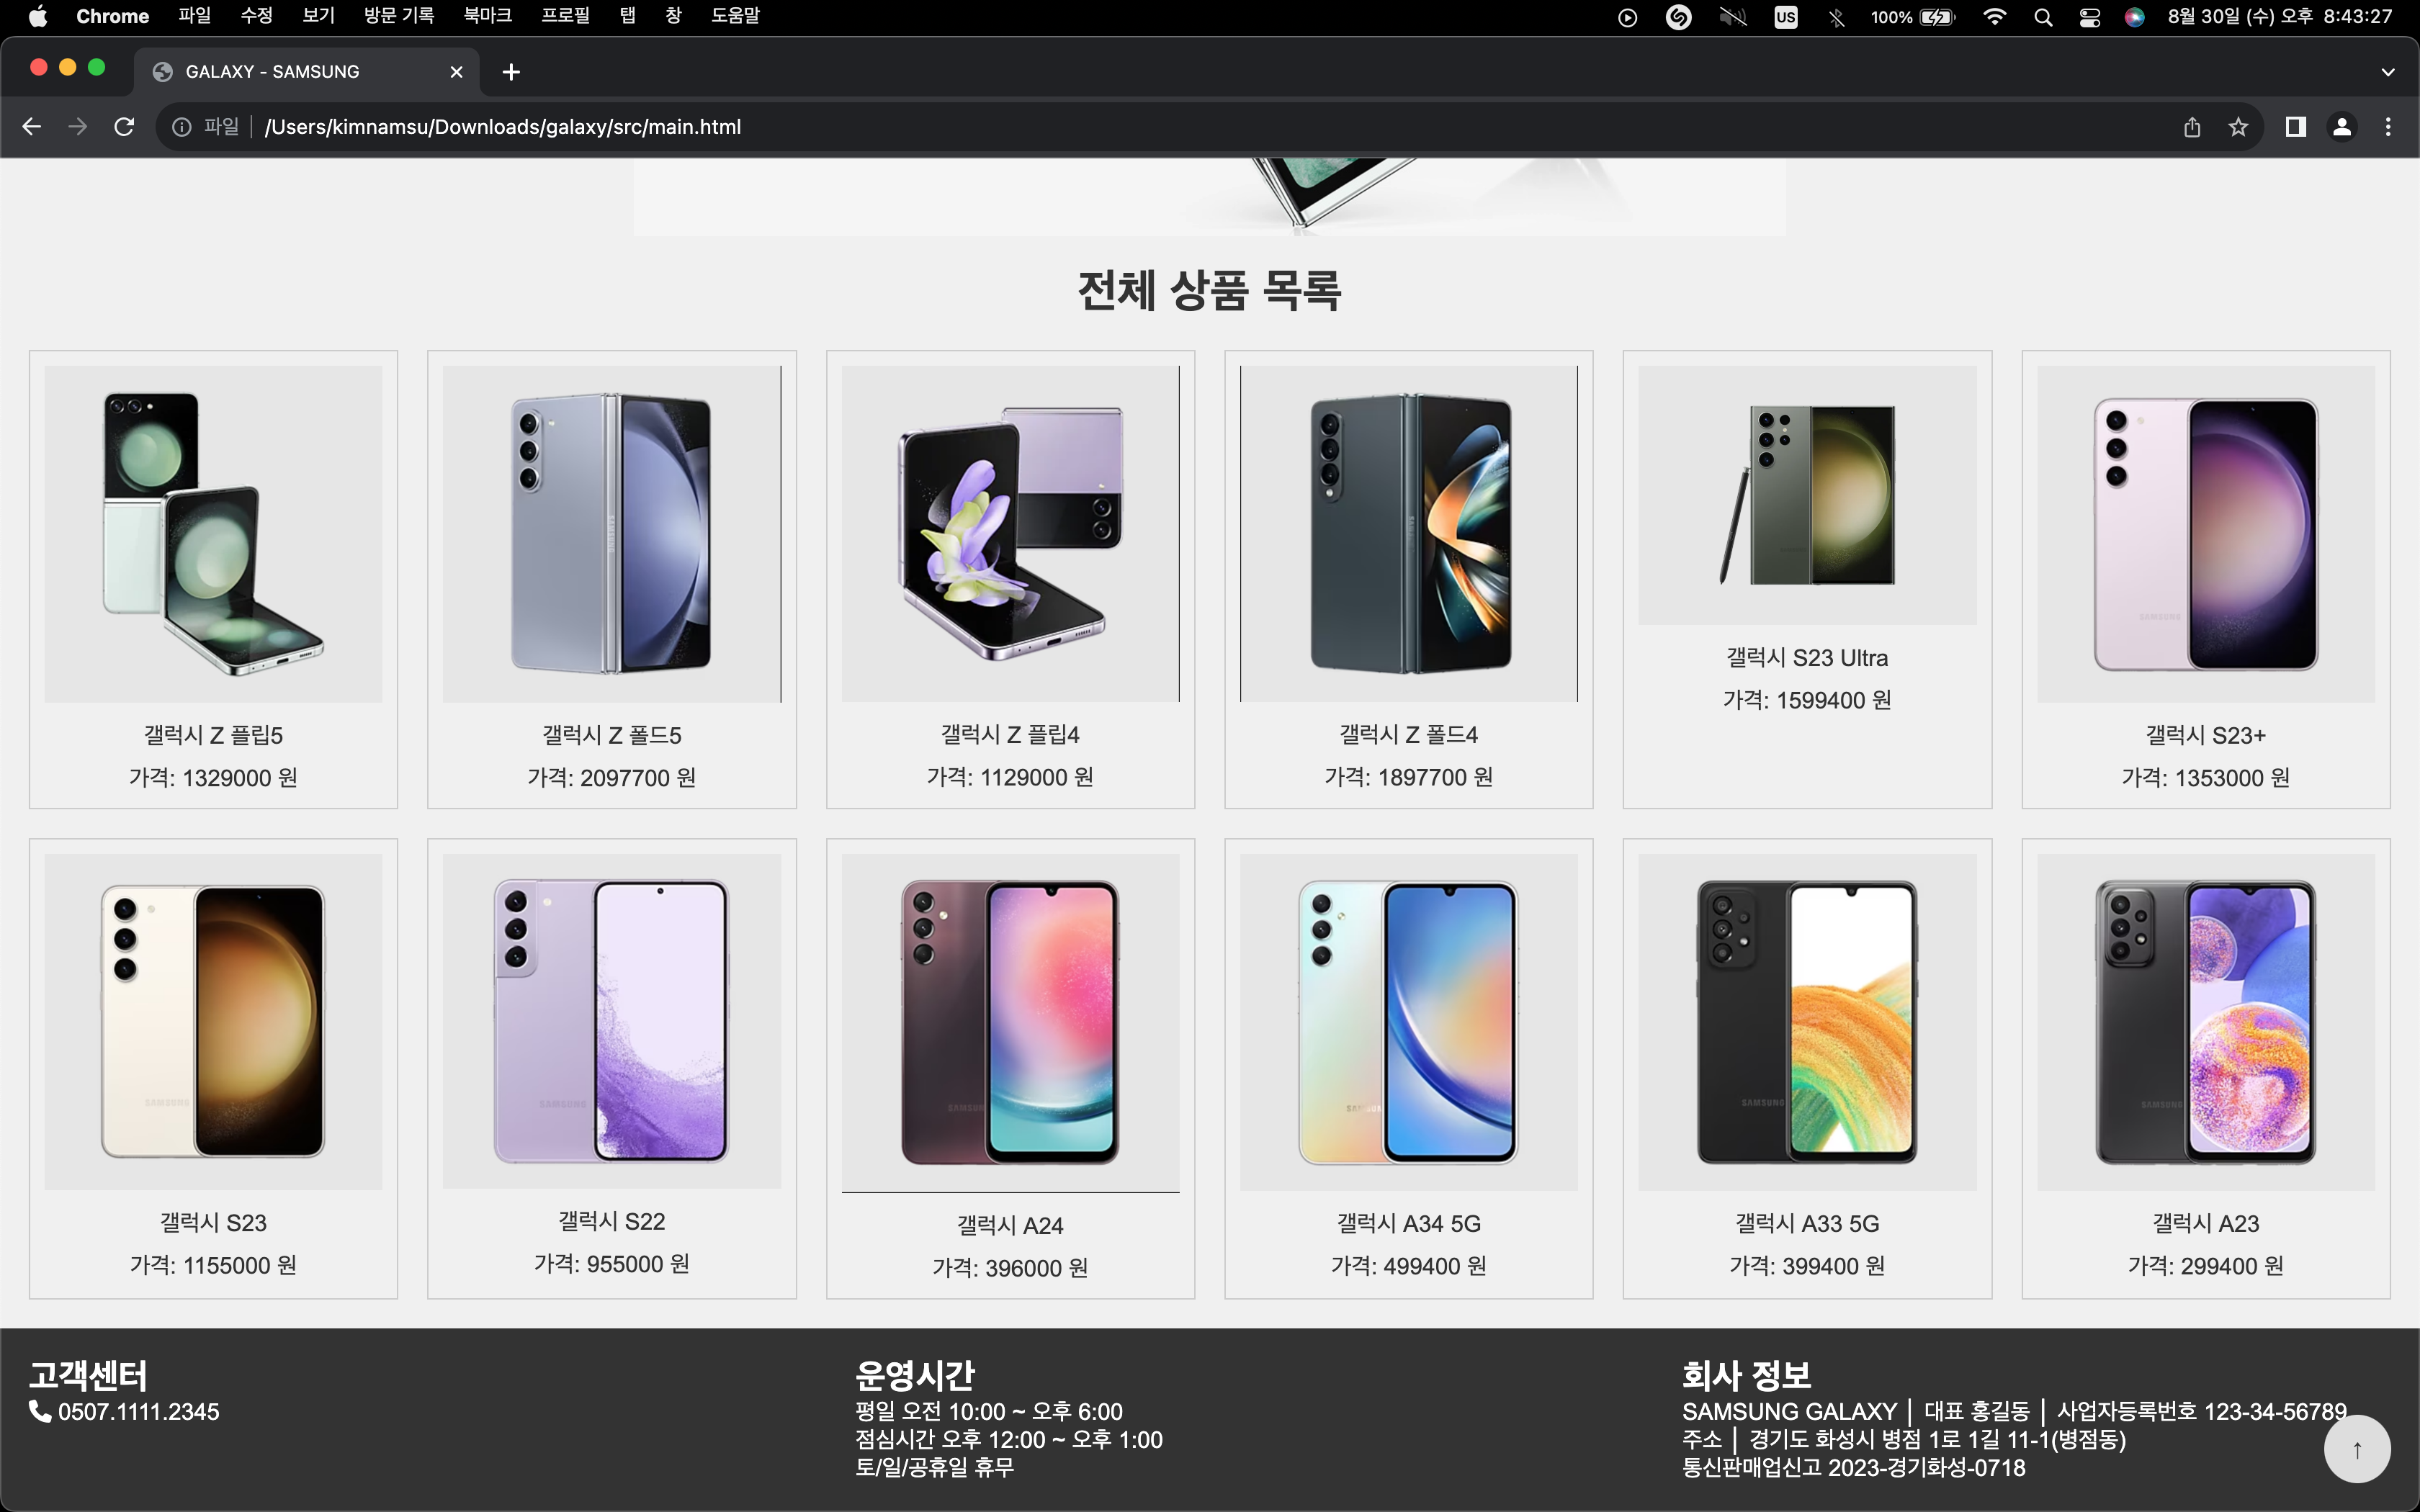 Chrome 파일 수정 보기 방문 기록 북마크 프로필 탭 창 도움말 US 100% 8월 30일 (수) 오후 8:43:27
GALAXY - SAMSUNG
파일 /Users/kimnamsu/Downloads/galaxy/src/main.html
전체 상품 목록
갤럭시 Z 플립5
가격: 1329000 원
갤럭시 Z 폴드5
가격: 2097700 원
갤럭시 Z 플립4
가격: 1129000 원
갤럭시 Z 폴드4
가격: 1897700 원
갤럭시 S23 Ultra
가격: 1599400 원
SAMSUNG
갤럭시 S23+
가격: 1353000 원
SAMSUNG
갤럭시 S23
가격: 1155000 원
SAMSUNG
갤럭시 S22
가격: 955000 원
SAMSUN
갤럭시 A24
가격: 396000 원
SAMSUNG
갤럭시 A34 5G
가격: 499400 원
SAMSUNG
갤럭시 A33 5G
가격: 399400 원
SAMSUNG
갤럭시 A23
가격: 299400 원
고객센터
0507.1111.2345
운영시간
평일 오전 10:00 ~ 오후 6:00
점심시간 오후 12:00 ~ 오후 1:00
토/일/공휴일 휴무
회사 정보
SAMSUNG GALAXY │ 대표 홍길동 │ 사업자등록번호 123-34-56789
주소 │ 경기도 화성시 병점 1로 1길 11-1(병점동)
통신판매업신고 2023-경기화성-0718
↑